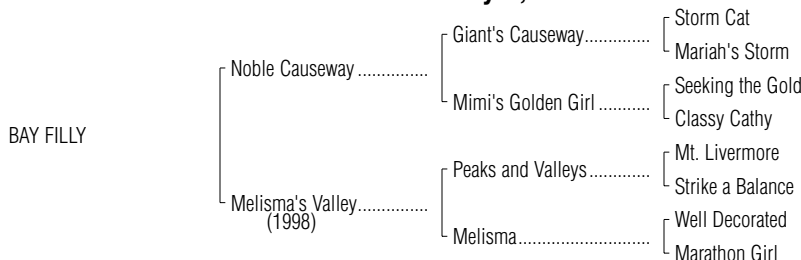 Storm Cat
Giant's Causeway...............
Mariah's Storm
Noble Causeway ................
Seeking the Gold
Mimi's Golden Girl ............
Classy Cathy
BAY FILLY
Mt. Livermore
Peaks and Valleys..............
Strike a Balance
Melisma's Valley................
(1998)
Well Decorated
Melisma..............................
Marathon Girl